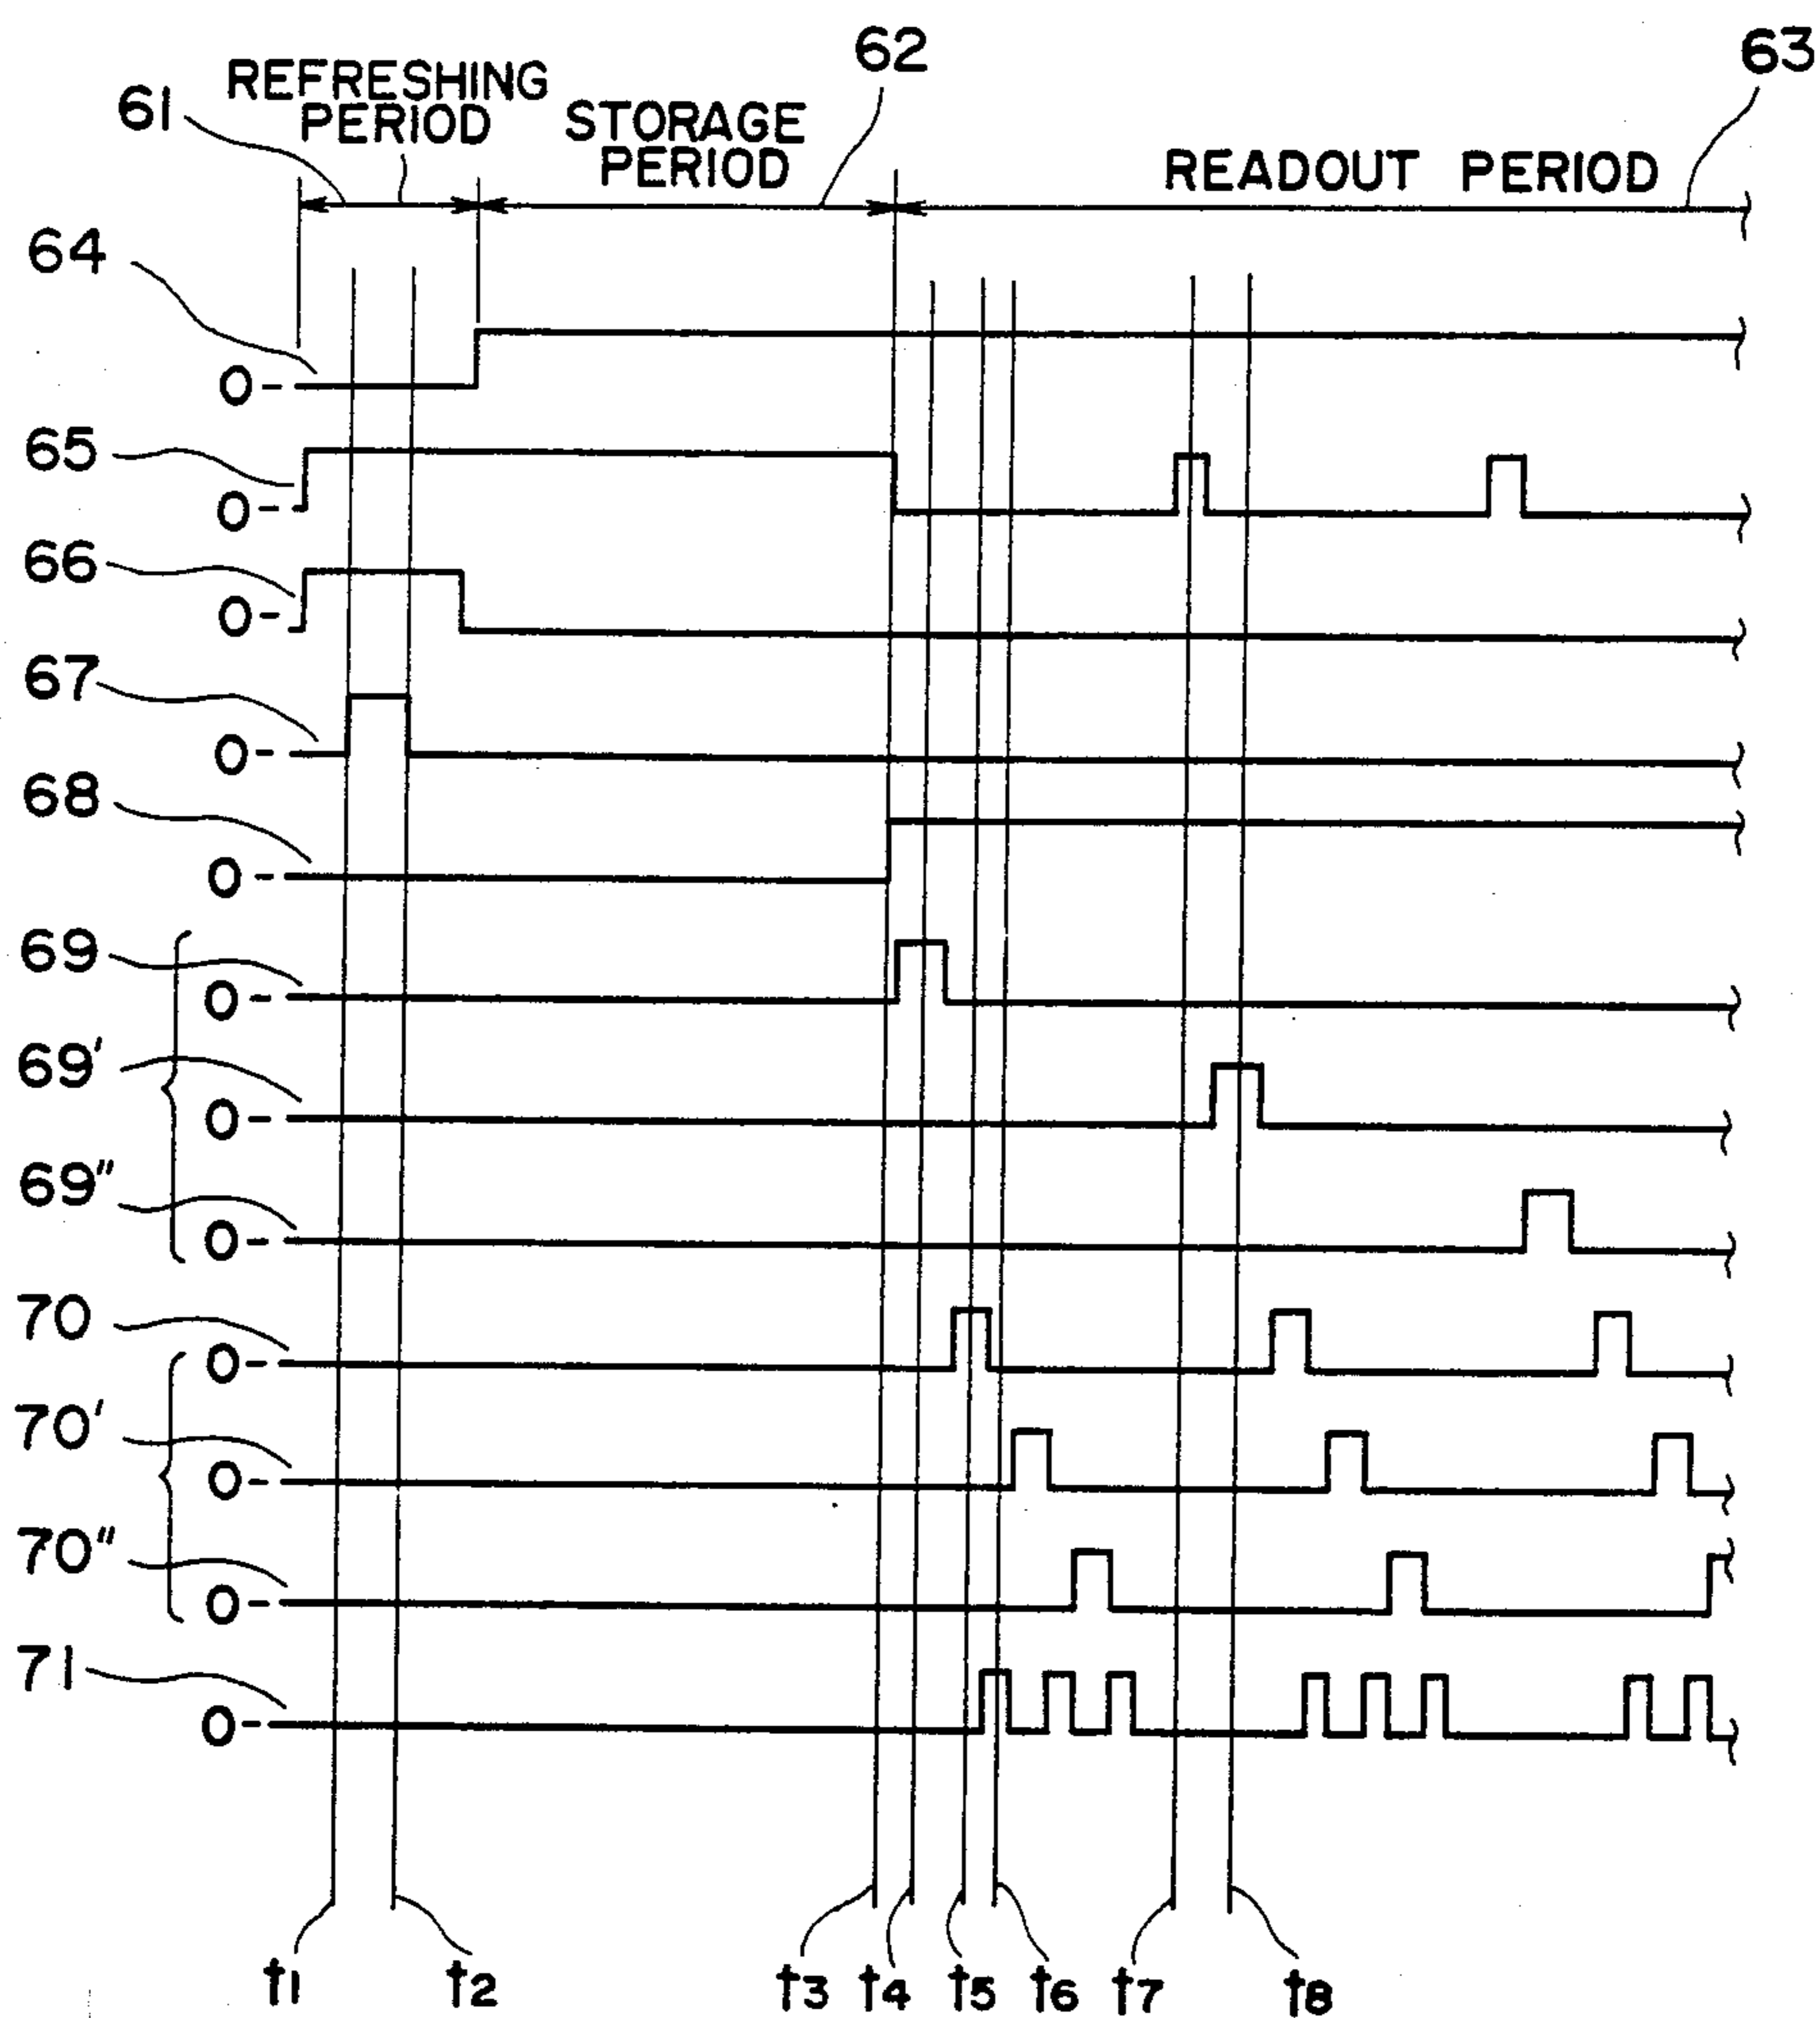 62
63
REFRESHING
PERIOD
61
STORAGE
PERIOD
READOUT PERIOD
64
0
65
0
66
0
67
0
68
0
69
0
69'
0
69"
0
70
0
70'
0
70"
0
71
0
t1
t2
t3
t4
t5
t6
t7
t8